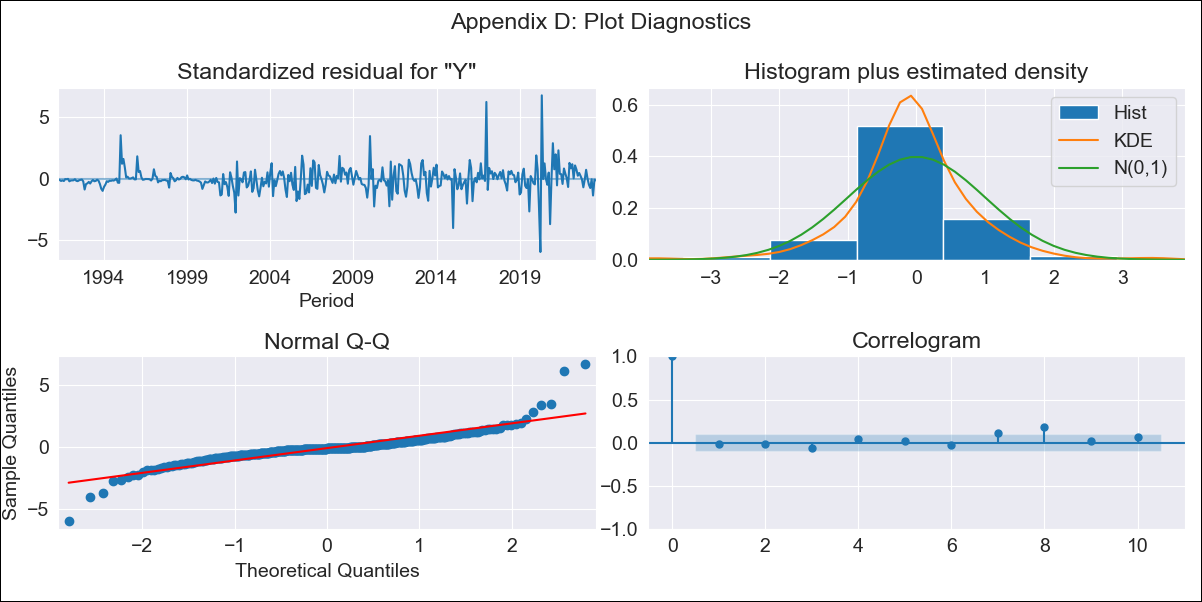 Appendix D: Plot Diagnostics
Standardized residual for "Y"
5
0
−5
1994 1999 2004 2009 2014 2019
Period
Histogram plus estimated density
0.6
0.4
0.2
0.0
−3 −2 −1 0 1 2 3
Hist
KDE
N(0,1)
Normal Q-Q
Sample Quantiles
5
0
−5
−2 −1 0 1 2
Theoretical Quantiles
Correlogram
1.0
0.5
0.0
−0.5
−1.0
0 2 4 6 8 10